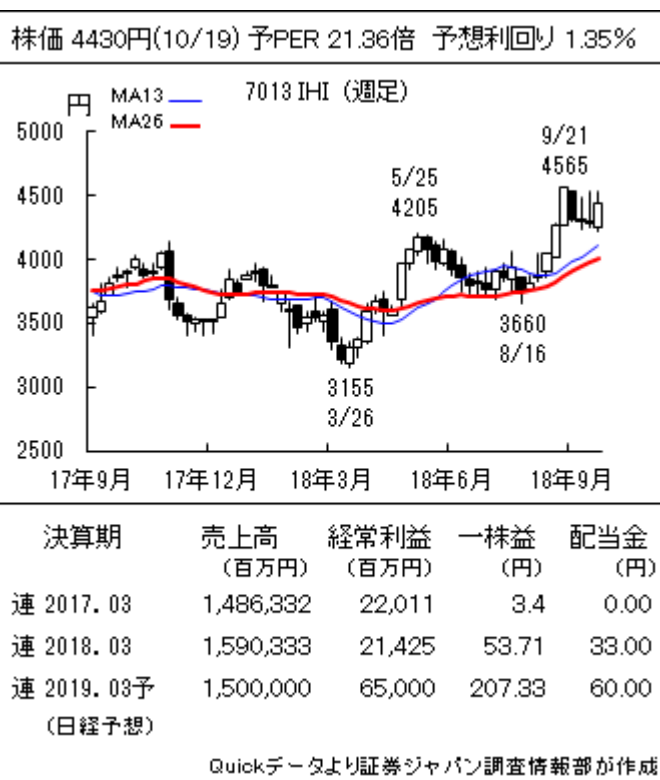 株価 4430円(10/19) 予PER 21.36倍 予想利回り 1.35%
7013 IHI (週足)
円
MA13
MA26
5000
4500
4000
3500
3000
2500
9/21
4565
5/25
4205
3660
8/16
3155
3/26
17年9月 17年12月 18年3月 18年6月 18年9月
決算期 売上高 経常利益 一株益 配当金
(百万円) (百万円) (円) (円)
連 2017.03 1,486,332 22,011 3.4 0.00
連 2018.03 1,590,333 21,425 53.71 33.00
連 2019.03予 1,500,000 65,000 207.33 60.00
(日経予想)
Quickデータより証券ジャパン調査情報部が作成